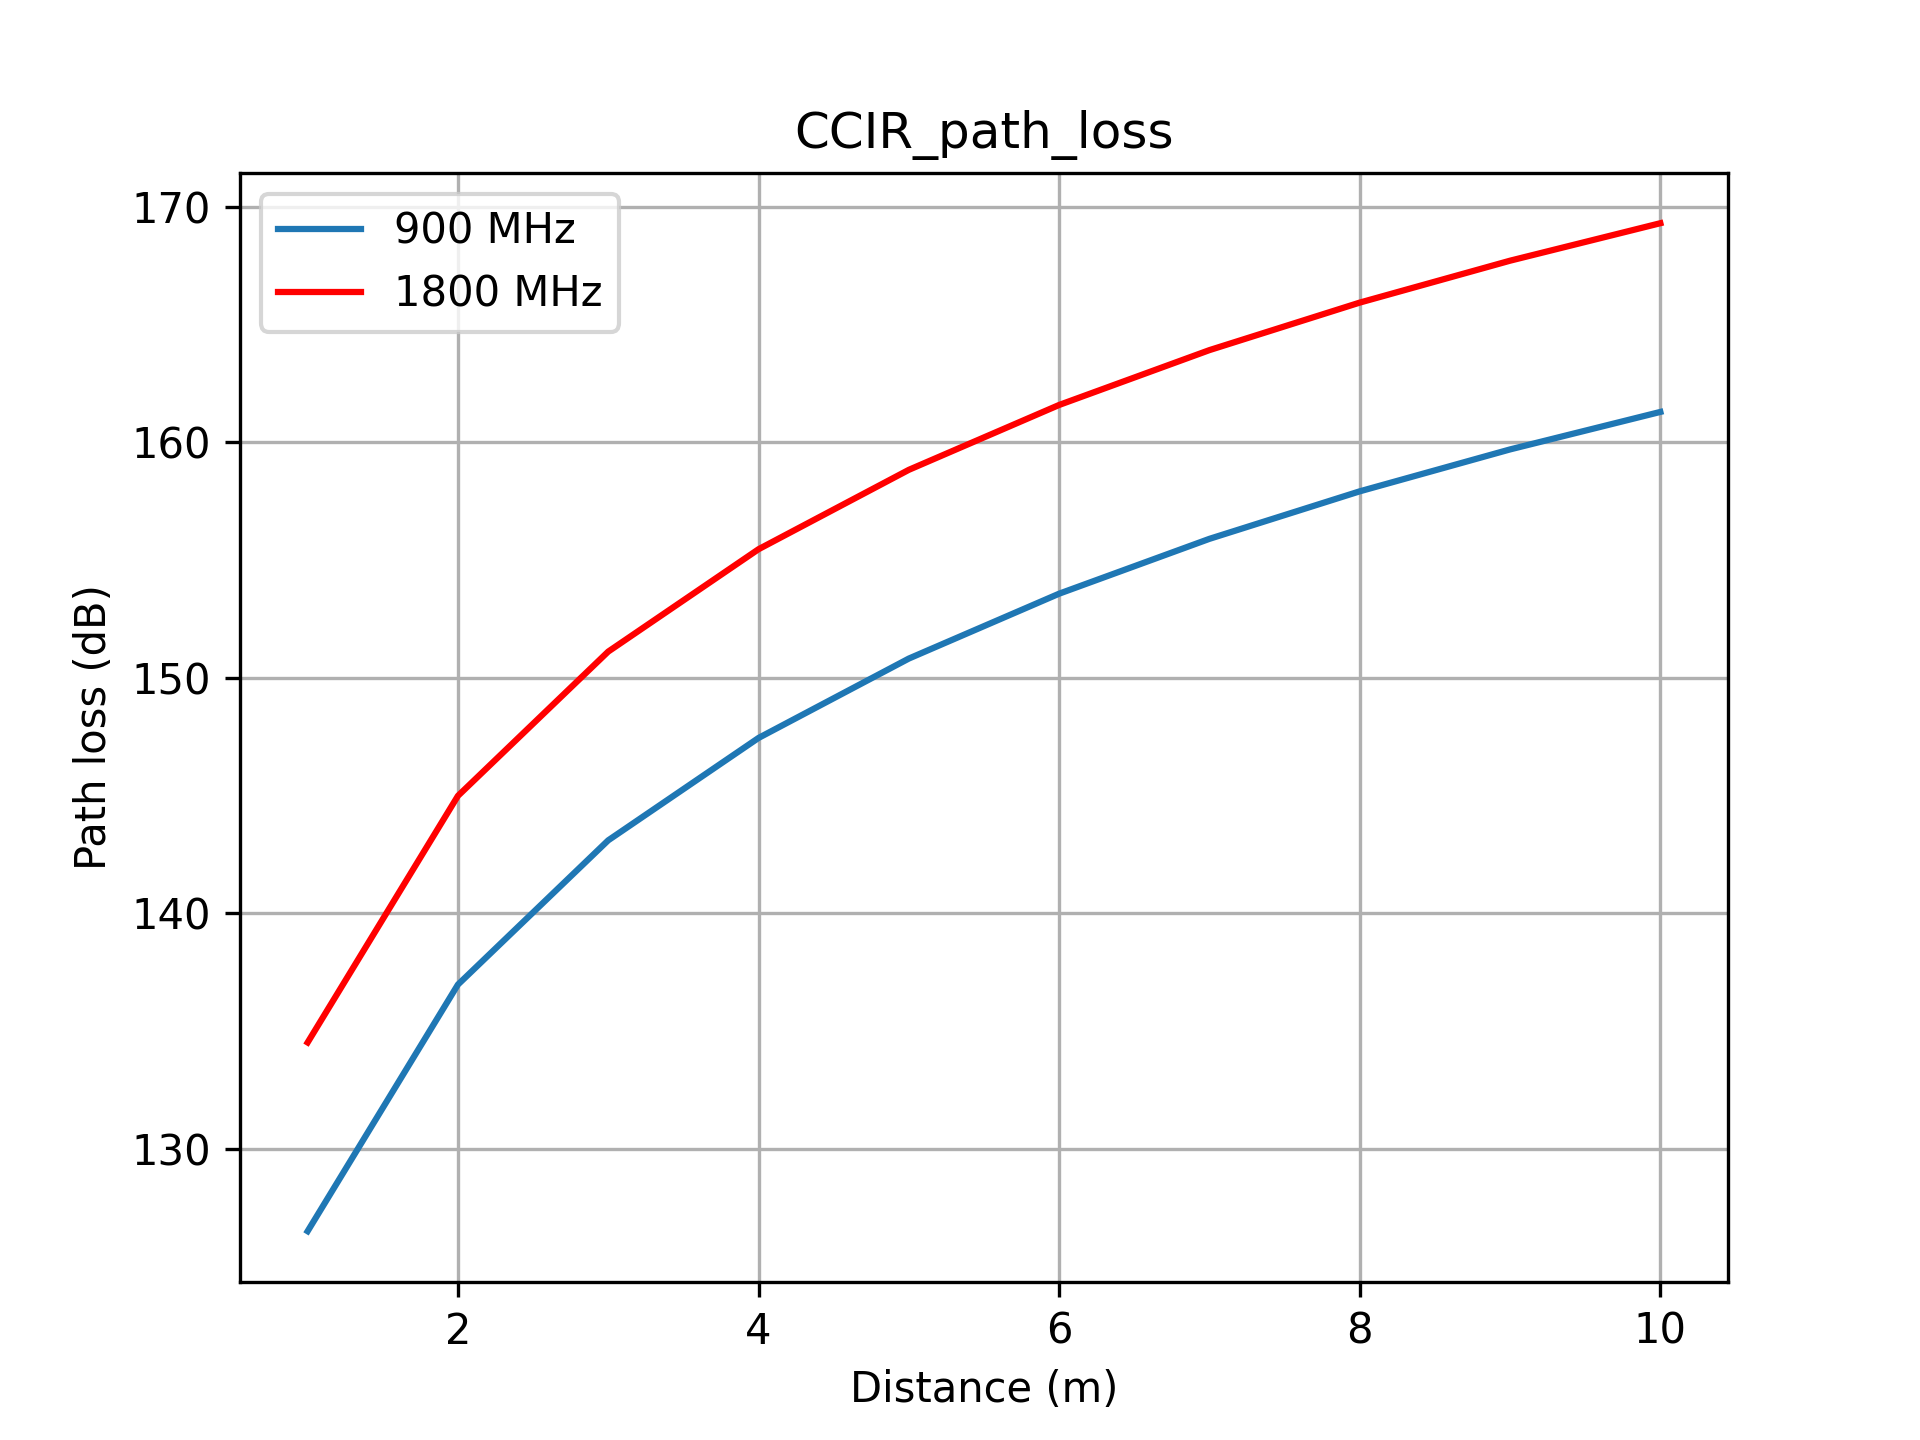 CCIR_path_loss
900 MHz
1800 MHz
170
160
150
140
130
Path loss (dB)
2 4 6 8 10
Distance (m)